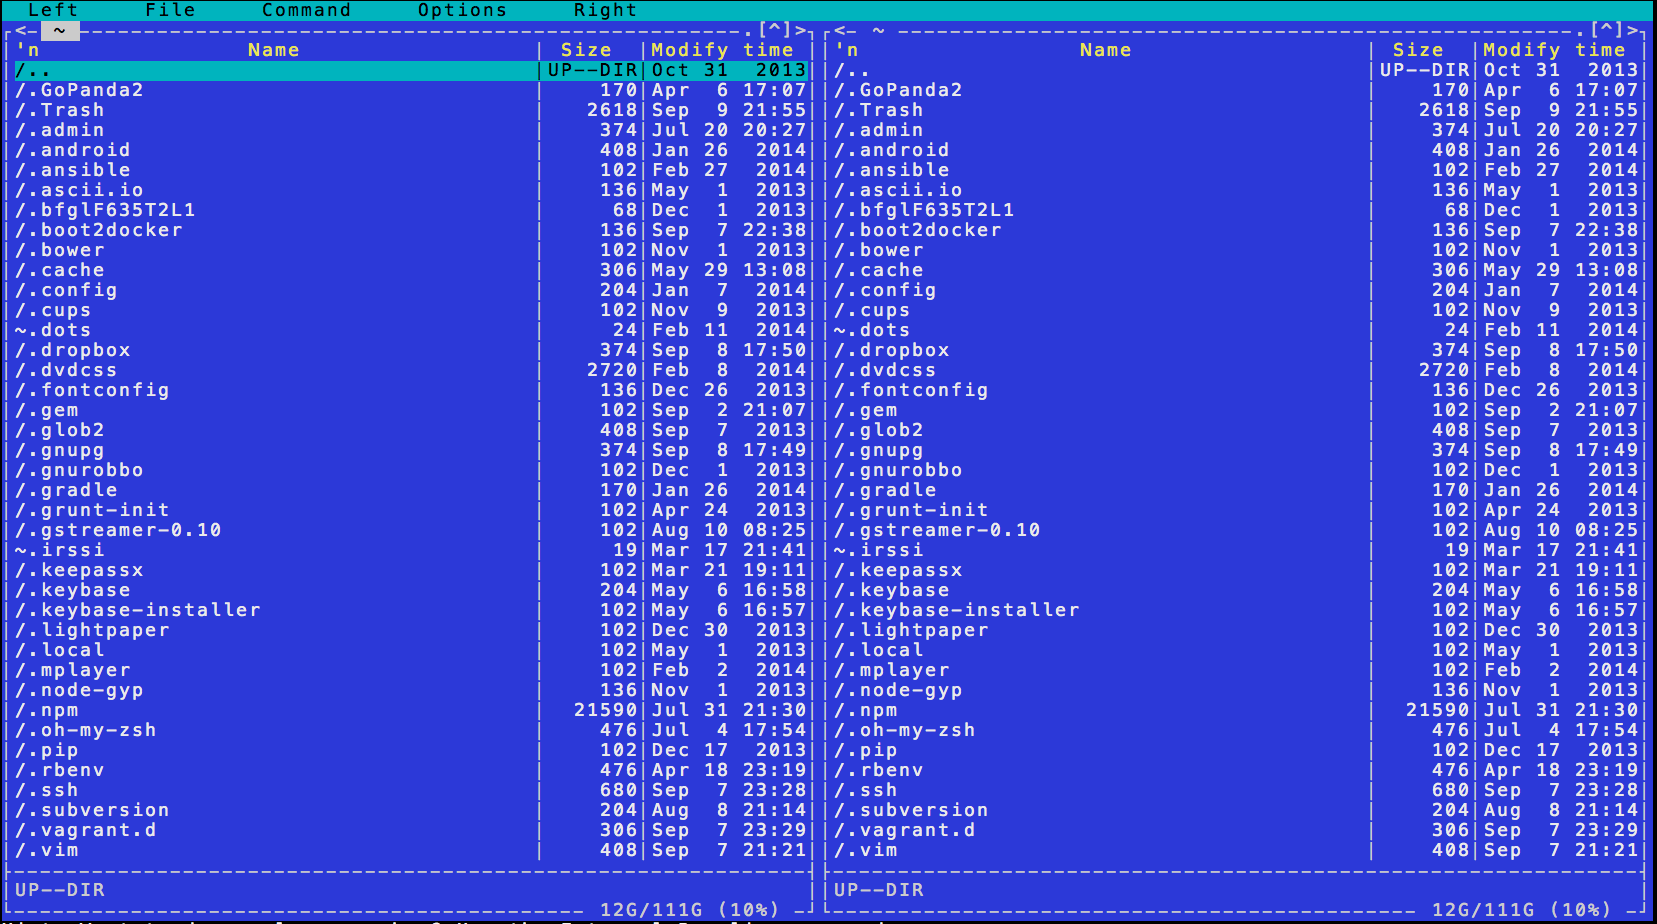 Left File Command Options Right
<- ~ .[^]> <- ~ .[^]>
'n Name Size Modify time 'n Name Size Modify time
/.. UP--DIR Oct 31 2013 /.. UP--DIR Oct 31 2013
/.GoPanda2 170 Apr 6 17:07 /.GoPanda2 170 Apr 6 17:07
/.Trash 2618 Sep 9 21:55 /.Trash 2618 Sep 9 21:55
/.admin 374 Jul 20 20:27 /.admin 374 Jul 20 20:27
/.android 408 Jan 26 2014 /.android 408 Jan 26 2014
/.ansible 102 Feb 27 2014 /.ansible 102 Feb 27 2014
/.ascii.io 136 May 1 2013 /.ascii.io 136 May 1 2013
/.bfglF635T2L1 68 Dec 1 2013 /.bfglF635T2L1 68 Dec 1 2013
/.boot2docker 136 Sep 7 22:38 /.boot2docker 136 Sep 7 22:38
/.bower 102 Nov 1 2013 /.bower 102 Nov 1 2013
/.cache 306 May 29 13:08 /.cache 306 May 29 13:08
/.config 204 Jan 7 2014 /.config 204 Jan 7 2014
/.cups 102 Nov 9 2013 /.cups 102 Nov 9 2013
~.dots 24 Feb 11 2014 ~.dots 24 Feb 11 2014
/.dropbox 374 Sep 8 17:50 /.dropbox 374 Sep 8 17:50
/.dvdcss 2720 Feb 8 2014 /.dvdcss 2720 Feb 8 2014
/.fontconfig 136 Dec 26 2013 /.fontconfig 136 Dec 26 2013
/.gem 102 Sep 2 21:07 /.gem 102 Sep 2 21:07
/.glob2 408 Sep 7 2013 /.glob2 408 Sep 7 2013
/.gnupg 374 Sep 8 17:49 /.gnupg 374 Sep 8 17:49
/.gnurobbo 102 Dec 1 2013 /.gnurobbo 102 Dec 1 2013
/.gradle 170 Jan 26 2014 /.gradle 170 Jan 26 2014
/.grunt-init 102 Apr 24 2013 /.grunt-init 102 Apr 24 2013
/.gstreamer-0.10 102 Aug 10 08:25 /.gstreamer-0.10 102 Aug 10 08:25
~.irssi 19 Mar 17 21:41 ~.irssi 19 Mar 17 21:41
/.keepassx 102 Mar 21 19:11 /.keepassx 102 Mar 21 19:11
/.keybase 204 May 6 16:58 /.keybase 204 May 6 16:58
/.keybase-installer 102 May 6 16:57 /.keybase-installer 102 May 6 16:57
/.lightpaper 102 Dec 30 2013 /.lightpaper 102 Dec 30 2013
/.local 102 May 1 2013 /.local 102 May 1 2013
/.mplayer 102 Feb 2 2014 /.mplayer 102 Feb 2 2014
/.node-gyp 136 Nov 1 2013 /.node-gyp 136 Nov 1 2013
/.npm 21590 Jul 31 21:30 /.npm 21590 Jul 31 21:30
/.oh-my-zsh 476 Jul 4 17:54 /.oh-my-zsh 476 Jul 4 17:54
/.pip 102 Dec 17 2013 /.pip 102 Dec 17 2013
/.rbenv 476 Apr 18 23:19 /.rbenv 476 Apr 18 23:19
/.ssh 680 Sep 7 23:28 /.ssh 680 Sep 7 23:28
/.subversion 204 Aug 8 21:14 /.subversion 204 Aug 8 21:14
/.vagrant.d 306 Sep 7 23:29 /.vagrant.d 306 Sep 7 23:29
/.vim 408 Sep 7 21:21 /.vim 408 Sep 7 21:21
UP--DIR UP--DIR
12G/111G (10%) 12G/111G (10%)